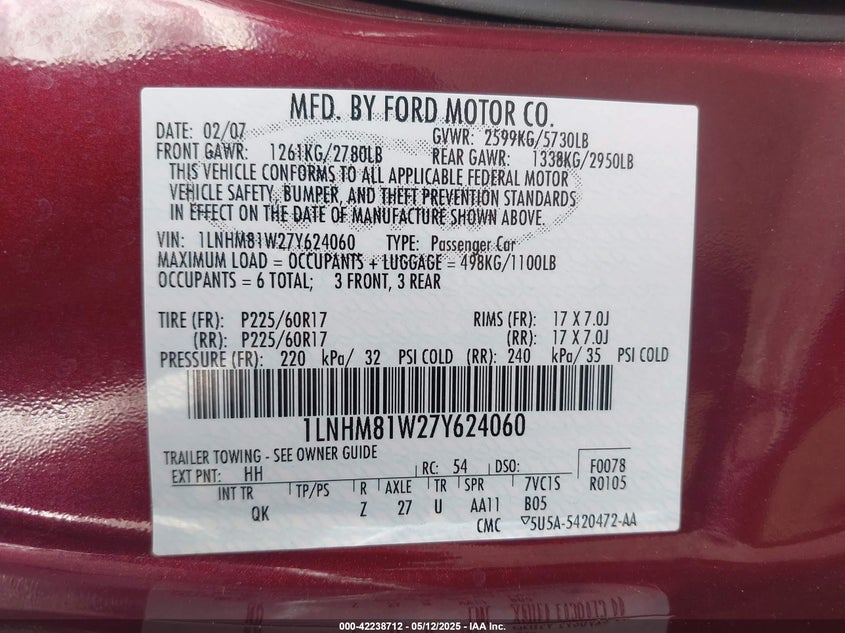 MFD. BY FORD MOTOR CO.
DATE: 02/07 GVWR: 2599KG/5730LB
FRONT GAWR: 1261KG/2780LB REAR GAWR: 1338KG/2950LB
THIS VEHICLE CONFORMS TO ALL APPLICABLE FEDERAL MOTOR
VEHICLE SAFETY, BUMPER, AND THEFT PREVENTION STANDARDS
IN EFFECT ON THE DATE OF MANUFACTURE SHOWN ABOVE.
VIN: 1LNHM81W27Y624060 TYPE: Passenger Car
MAXIMUM LOAD = OCCUPANTS + LUGGAGE = 498KG/1100LB
OCCUPANTS = 6 TOTAL; 3 FRONT, 3 REAR
TIRE (FR): P225/60R17 RIMS (FR): 17 X 7.0J
(RR): P225/60R17 (RR): 17 X 7.0J
PRESSURE (FR): 220 kPa/ 32 PSI COLD (RR): 240 kPa/ 35 PSI COLD
1LNHM81W27Y624060
TRAILER TOWING - SEE OWNER GUIDE
EXT PNT: HH RC: 54 DSO: F0078
INT TR TP/PS R AXLE TR SPR 7VC1S R0105
QK Z 27 U AA11 B05
CMC ▽5U5A-5420472-AA
000-42238712 - 05/12/2025 - IAA Inc.